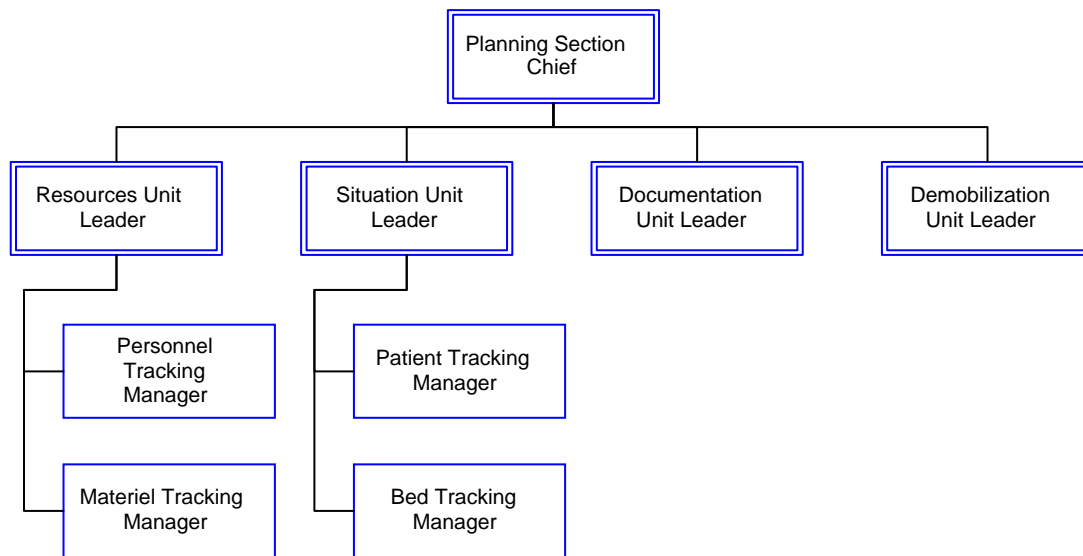 Planning Section
Chief
Resources Unit
Leader
Situation Unit
Leader
Documentation
Unit Leader
Demobilization
Unit Leader
Personnel
Tracking
Manager
Patient Tracking
Manager
Materiel Tracking
Manager
Bed Tracking
Manager